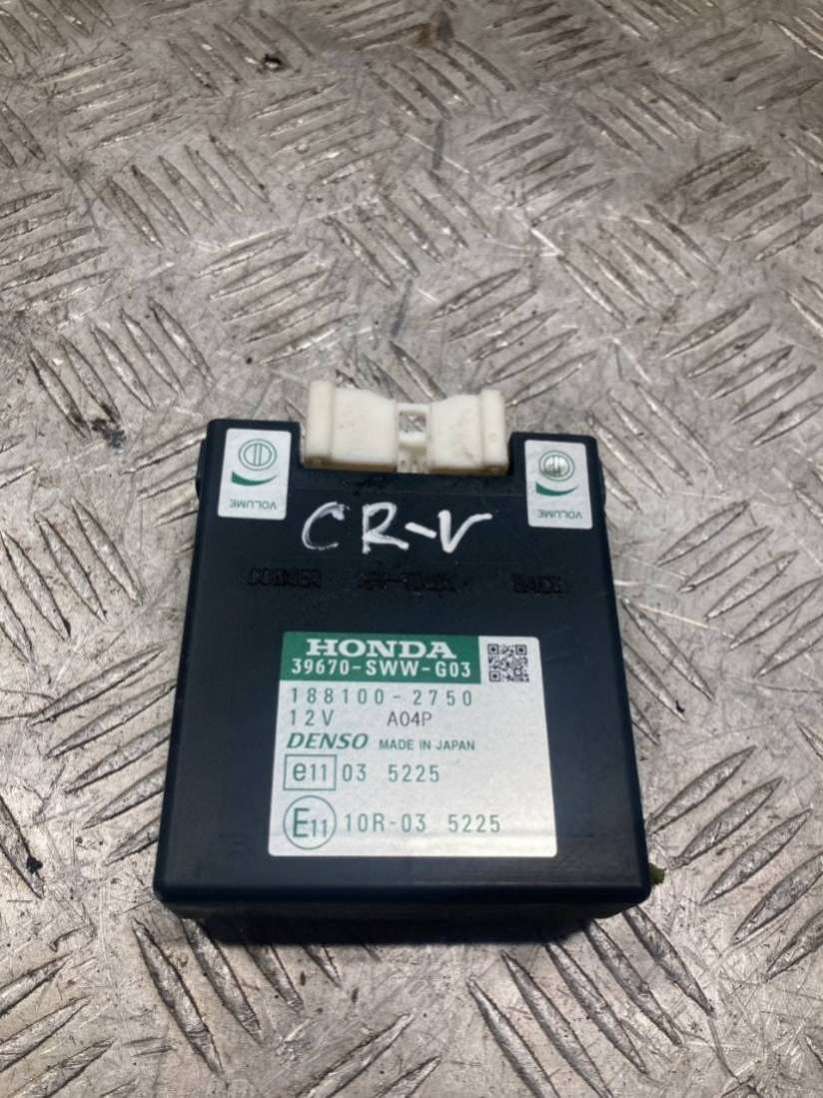 VOLUME
VOLUME
CR-V
HONDA
39670-SWW-G03
188100-2750
12V A04P
DENSO MADE IN JAPAN
e11 03 5225
E11 10R-03 5225